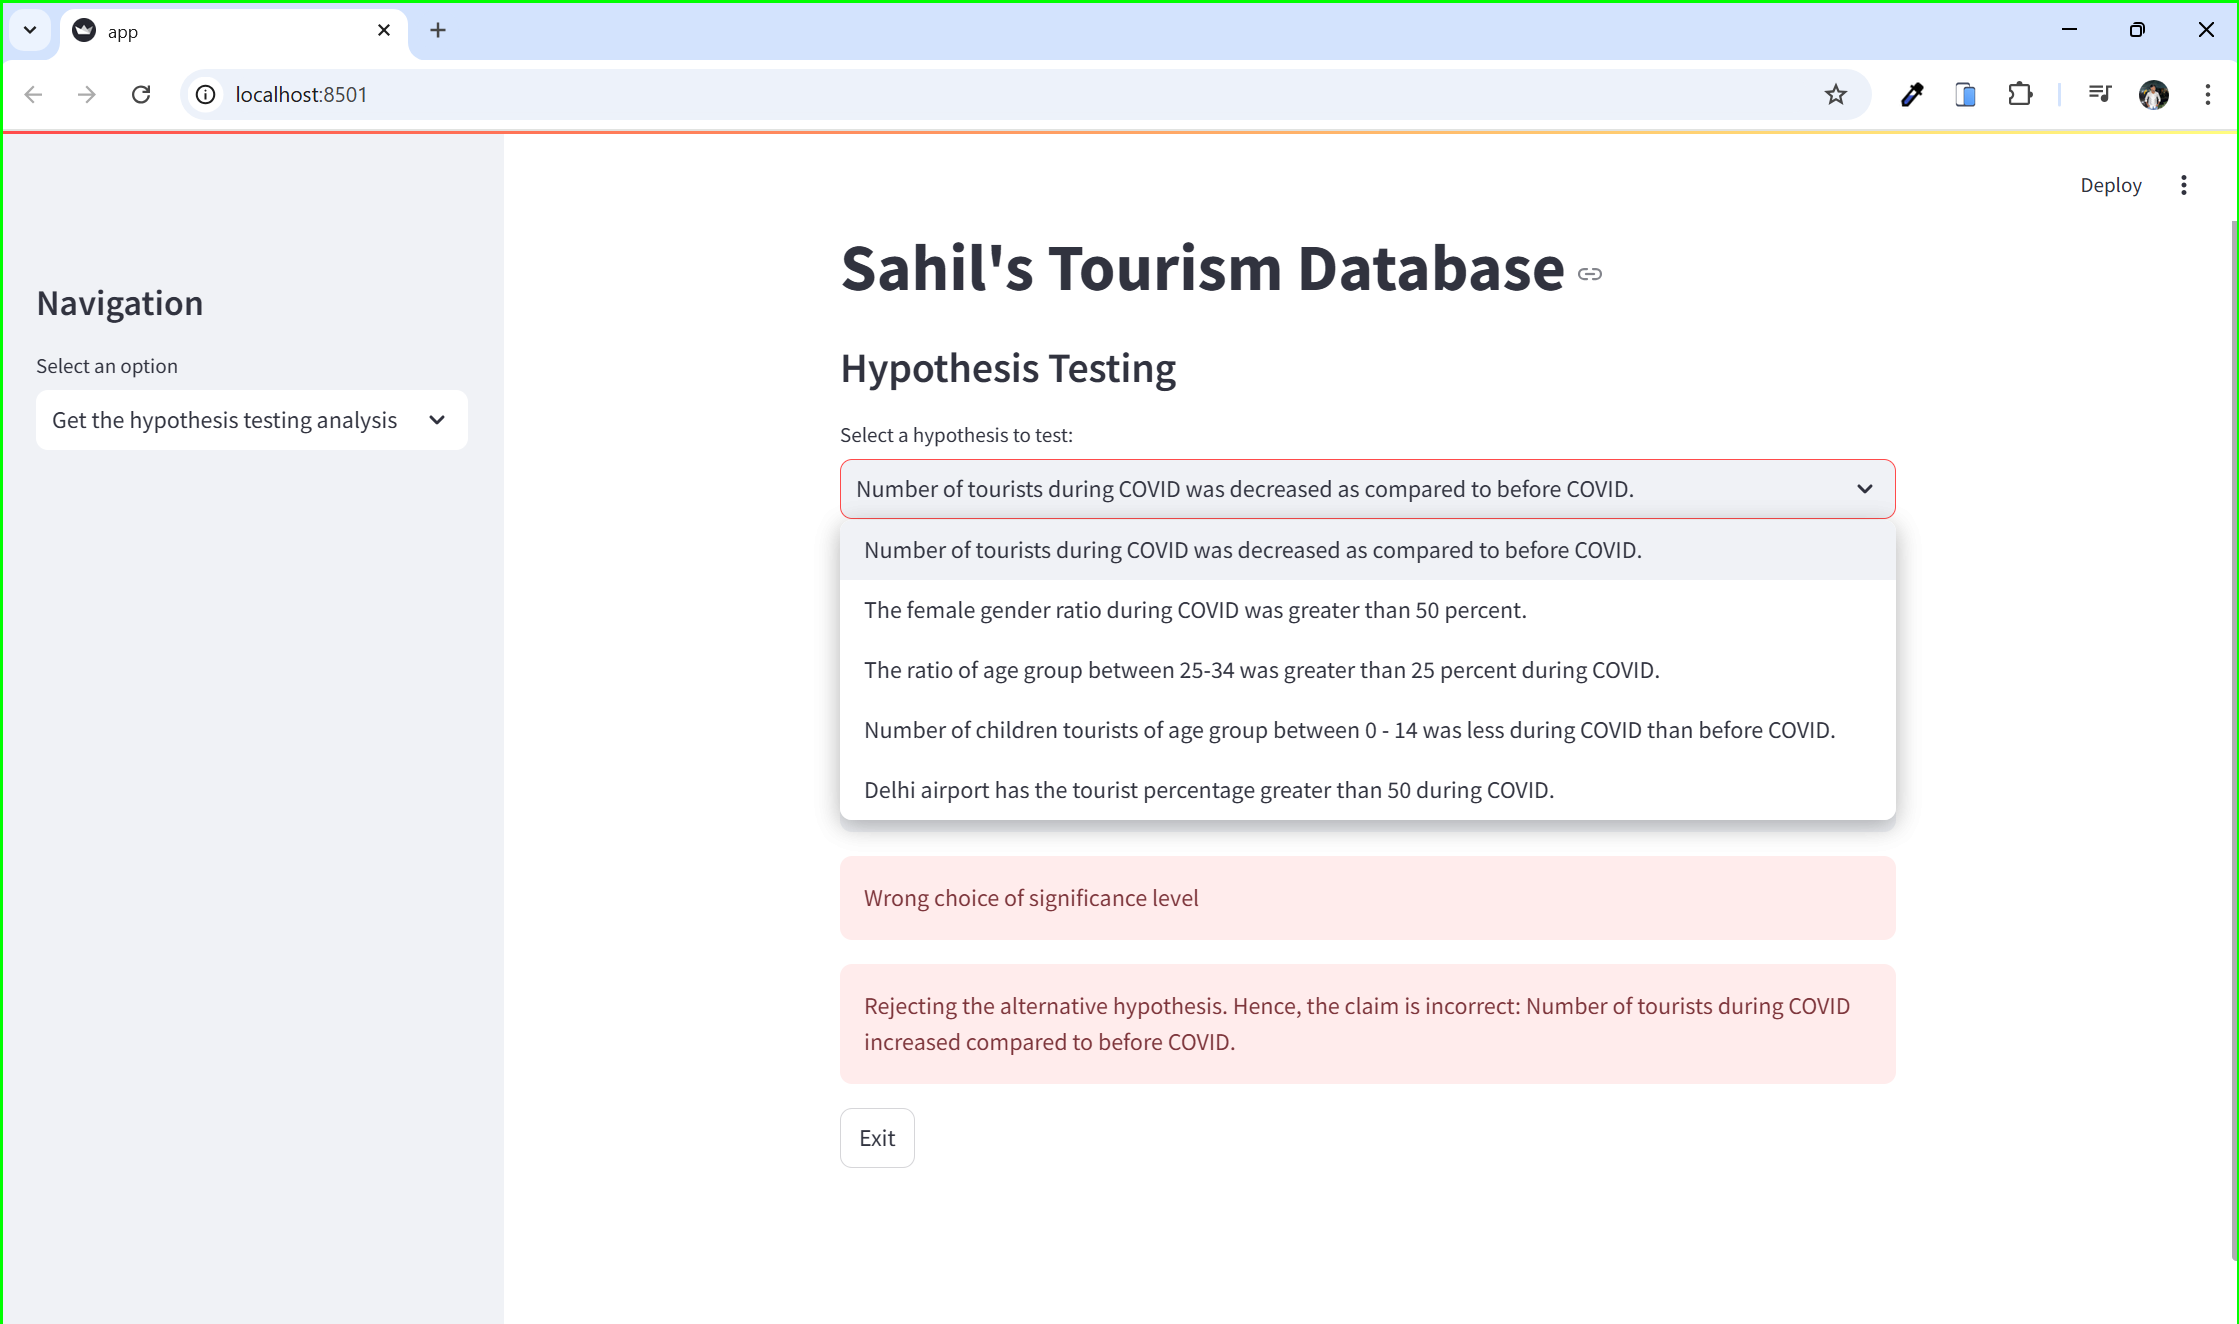 app
localhost:8501
Deploy
Navigation
Select an option
Get the hypothesis testing analysis
Sahil's Tourism Database
Hypothesis Testing
Select a hypothesis to test:
Number of tourists during COVID was decreased as compared to before COVID.
Number of tourists during COVID was decreased as compared to before COVID.
The female gender ratio during COVID was greater than 50 percent.
The ratio of age group between 25-34 was greater than 25 percent during COVID.
Number of children tourists of age group between 0 - 14 was less during COVID than before COVID.
Delhi airport has the tourist percentage greater than 50 during COVID.
Wrong choice of significance level
Rejecting the alternative hypothesis. Hence, the claim is incorrect: Number of tourists during COVID
increased compared to before COVID.
Exit